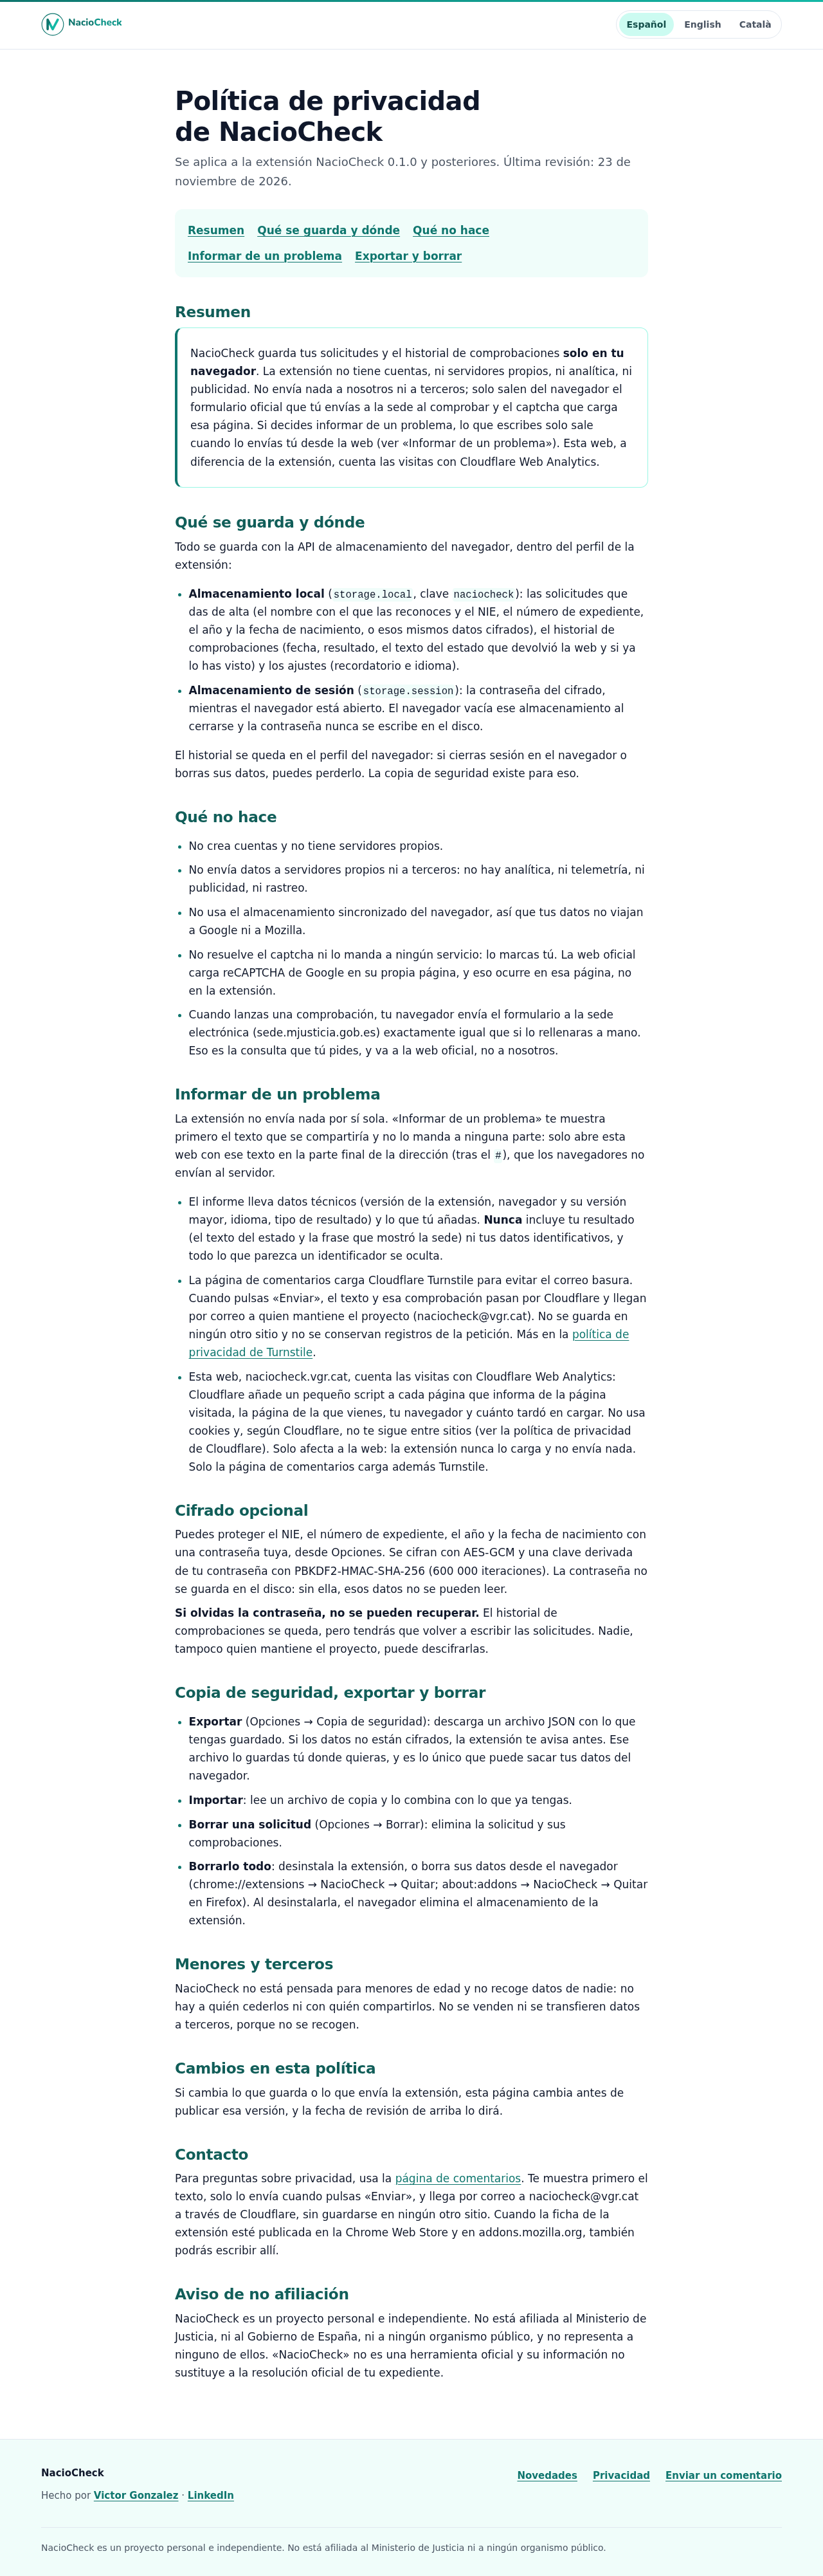 NacioCheck
Español English Català
Política de privacidad
de NacioCheck
Se aplica a la extensión NacioCheck 0.1.0 y posteriores. Última revisión: 23 de
noviembre de 2026.
Resumen Qué se guarda y dónde Qué no hace
Informar de un problema Exportar y borrar
Resumen
NacioCheck guarda tus solicitudes y el historial de comprobaciones solo en tu
navegador. La extensión no tiene cuentas, ni servidores propios, ni analítica, ni
publicidad. No envía nada a nosotros ni a terceros; solo salen del navegador el
formulario oficial que tú envías a la sede al comprobar y el captcha que carga
esa página. Si decides informar de un problema, lo que escribes solo sale
cuando lo envías tú desde la web (ver «Informar de un problema»). Esta web, a
diferencia de la extensión, cuenta las visitas con Cloudflare Web Analytics.
Qué se guarda y dónde
Todo se guarda con la API de almacenamiento del navegador, dentro del perfil de la
extensión:
• Almacenamiento local (storage.local, clave naciocheck): las solicitudes que
das de alta (el nombre con el que las reconoces y el NIE, el número de expediente,
el año y la fecha de nacimiento, o esos mismos datos cifrados), el historial de
comprobaciones (fecha, resultado, el texto del estado que devolvió la web y si ya
lo has visto) y los ajustes (recordatorio e idioma).
• Almacenamiento de sesión (storage.session): la contraseña del cifrado,
mientras el navegador está abierto. El navegador vacía ese almacenamiento al
cerrarse y la contraseña nunca se escribe en el disco.
El historial se queda en el perfil del navegador: si cierras sesión en el navegador o
borras sus datos, puedes perderlo. La copia de seguridad existe para eso.
Qué no hace
• No crea cuentas y no tiene servidores propios.
• No envía datos a servidores propios ni a terceros: no hay analítica, ni telemetría, ni
publicidad, ni rastreo.
• No usa el almacenamiento sincronizado del navegador, así que tus datos no viajan
a Google ni a Mozilla.
• No resuelve el captcha ni lo manda a ningún servicio: lo marcas tú. La web oficial
carga reCAPTCHA de Google en su propia página, y eso ocurre en esa página, no
en la extensión.
• Cuando lanzas una comprobación, tu navegador envía el formulario a la sede
electrónica (sede.mjusticia.gob.es) exactamente igual que si lo rellenaras a mano.
Eso es la consulta que tú pides, y va a la web oficial, no a nosotros.
Informar de un problema
La extensión no envía nada por sí sola. «Informar de un problema» te muestra
primero el texto que se compartiría y no lo manda a ninguna parte: solo abre esta
web con ese texto en la parte final de la dirección (tras el #), que los navegadores no
envían al servidor.
• El informe lleva datos técnicos (versión de la extensión, navegador y su versión
mayor, idioma, tipo de resultado) y lo que tú añadas. Nunca incluye tu resultado
(el texto del estado y la frase que mostró la sede) ni tus datos identificativos, y
todo lo que parezca un identificador se oculta.
• La página de comentarios carga Cloudflare Turnstile para evitar el correo basura.
Cuando pulsas «Enviar», el texto y esa comprobación pasan por Cloudflare y llegan
por correo a quien mantiene el proyecto (naciocheck@vgr.cat). No se guarda en
ningún otro sitio y no se conservan registros de la petición. Más en la política de
privacidad de Turnstile.
• Esta web, naciocheck.vgr.cat, cuenta las visitas con Cloudflare Web Analytics:
Cloudflare añade un pequeño script a cada página que informa de la página
visitada, la página de la que vienes, tu navegador y cuánto tardó en cargar. No usa
cookies y, según Cloudflare, no te sigue entre sitios (ver la política de privacidad
de Cloudflare). Solo afecta a la web: la extensión nunca lo carga y no envía nada.
Solo la página de comentarios carga además Turnstile.
Cifrado opcional
Puedes proteger el NIE, el número de expediente, el año y la fecha de nacimiento con
una contraseña tuya, desde Opciones. Se cifran con AES-GCM y una clave derivada
de tu contraseña con PBKDF2-HMAC-SHA-256 (600 000 iteraciones). La contraseña no
se guarda en el disco: sin ella, esos datos no se pueden leer.
Si olvidas la contraseña, no se pueden recuperar. El historial de
comprobaciones se queda, pero tendrás que volver a escribir las solicitudes. Nadie,
tampoco quien mantiene el proyecto, puede descifrarlas.
Copia de seguridad, exportar y borrar
• Exportar (Opciones → Copia de seguridad): descarga un archivo JSON con lo que
tengas guardado. Si los datos no están cifrados, la extensión te avisa antes. Ese
archivo lo guardas tú donde quieras, y es lo único que puede sacar tus datos del
navegador.
• Importar: lee un archivo de copia y lo combina con lo que ya tengas.
• Borrar una solicitud (Opciones → Borrar): elimina la solicitud y sus
comprobaciones.
• Borrarlo todo: desinstala la extensión, o borra sus datos desde el navegador
(chrome://extensions → NacioCheck → Quitar; about:addons → NacioCheck → Quitar
en Firefox). Al desinstalarla, el navegador elimina el almacenamiento de la
extensión.
Menores y terceros
NacioCheck no está pensada para menores de edad y no recoge datos de nadie: no
hay a quién cederlos ni con quién compartirlos. No se venden ni se transfieren datos
a terceros, porque no se recogen.
Cambios en esta política
Si cambia lo que guarda o lo que envía la extensión, esta página cambia antes de
publicar esa versión, y la fecha de revisión de arriba lo dirá.
Contacto
Para preguntas sobre privacidad, usa la página de comentarios. Te muestra primero el
texto, solo lo envía cuando pulsas «Enviar», y llega por correo a naciocheck@vgr.cat
a través de Cloudflare, sin guardarse en ningún otro sitio. Cuando la ficha de la
extensión esté publicada en la Chrome Web Store y en addons.mozilla.org, también
podrás escribir allí.
Aviso de no afiliación
NacioCheck es un proyecto personal e independiente. No está afiliada al Ministerio de
Justicia, ni al Gobierno de España, ni a ningún organismo público, y no representa a
ninguno de ellos. «NacioCheck» no es una herramienta oficial y su información no
sustituye a la resolución oficial de tu expediente.
NacioCheck
Hecho por Victor Gonzalez · LinkedIn
Novedades Privacidad Enviar un comentario
NacioCheck es un proyecto personal e independiente. No está afiliada al Ministerio de Justicia ni a ningún organismo público.